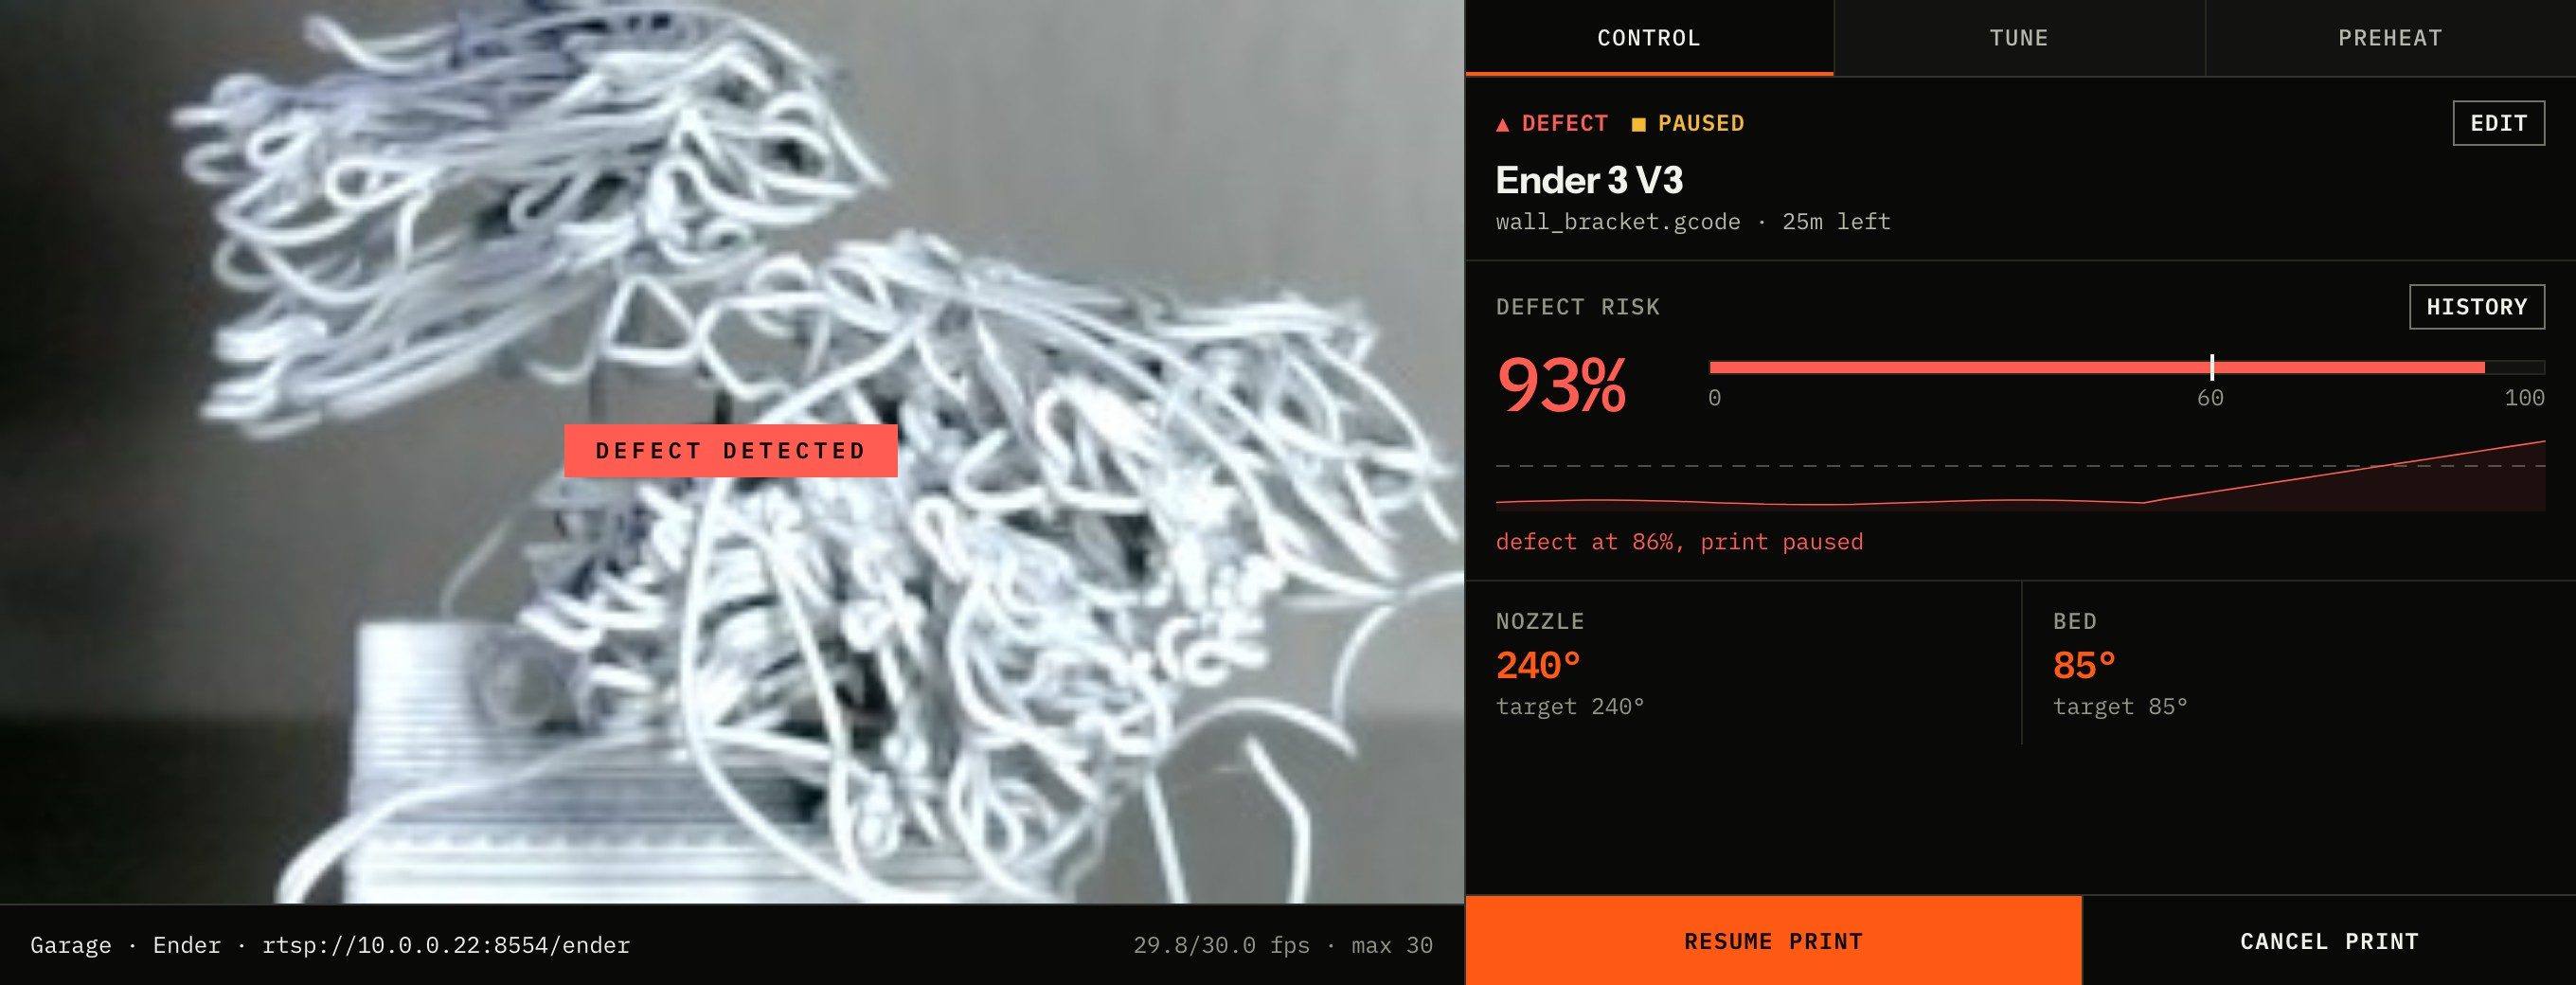 CONTROL
TUNE
PREHEAT
▲ DEFECT ■ PAUSED
EDIT
Ender 3 V3
wall_bracket.gcode · 25m left
DEFECT RISK
HISTORY
93%
0
60
100
defect at 86%, print paused
NOZZLE
240°
target 240°
BED
85°
target 85°
RESUME PRINT
CANCEL PRINT
DEFECT DETECTED
Garage · Ender · rtsp://10.0.0.22:8554/ender
29.8/30.0 fps · max 30